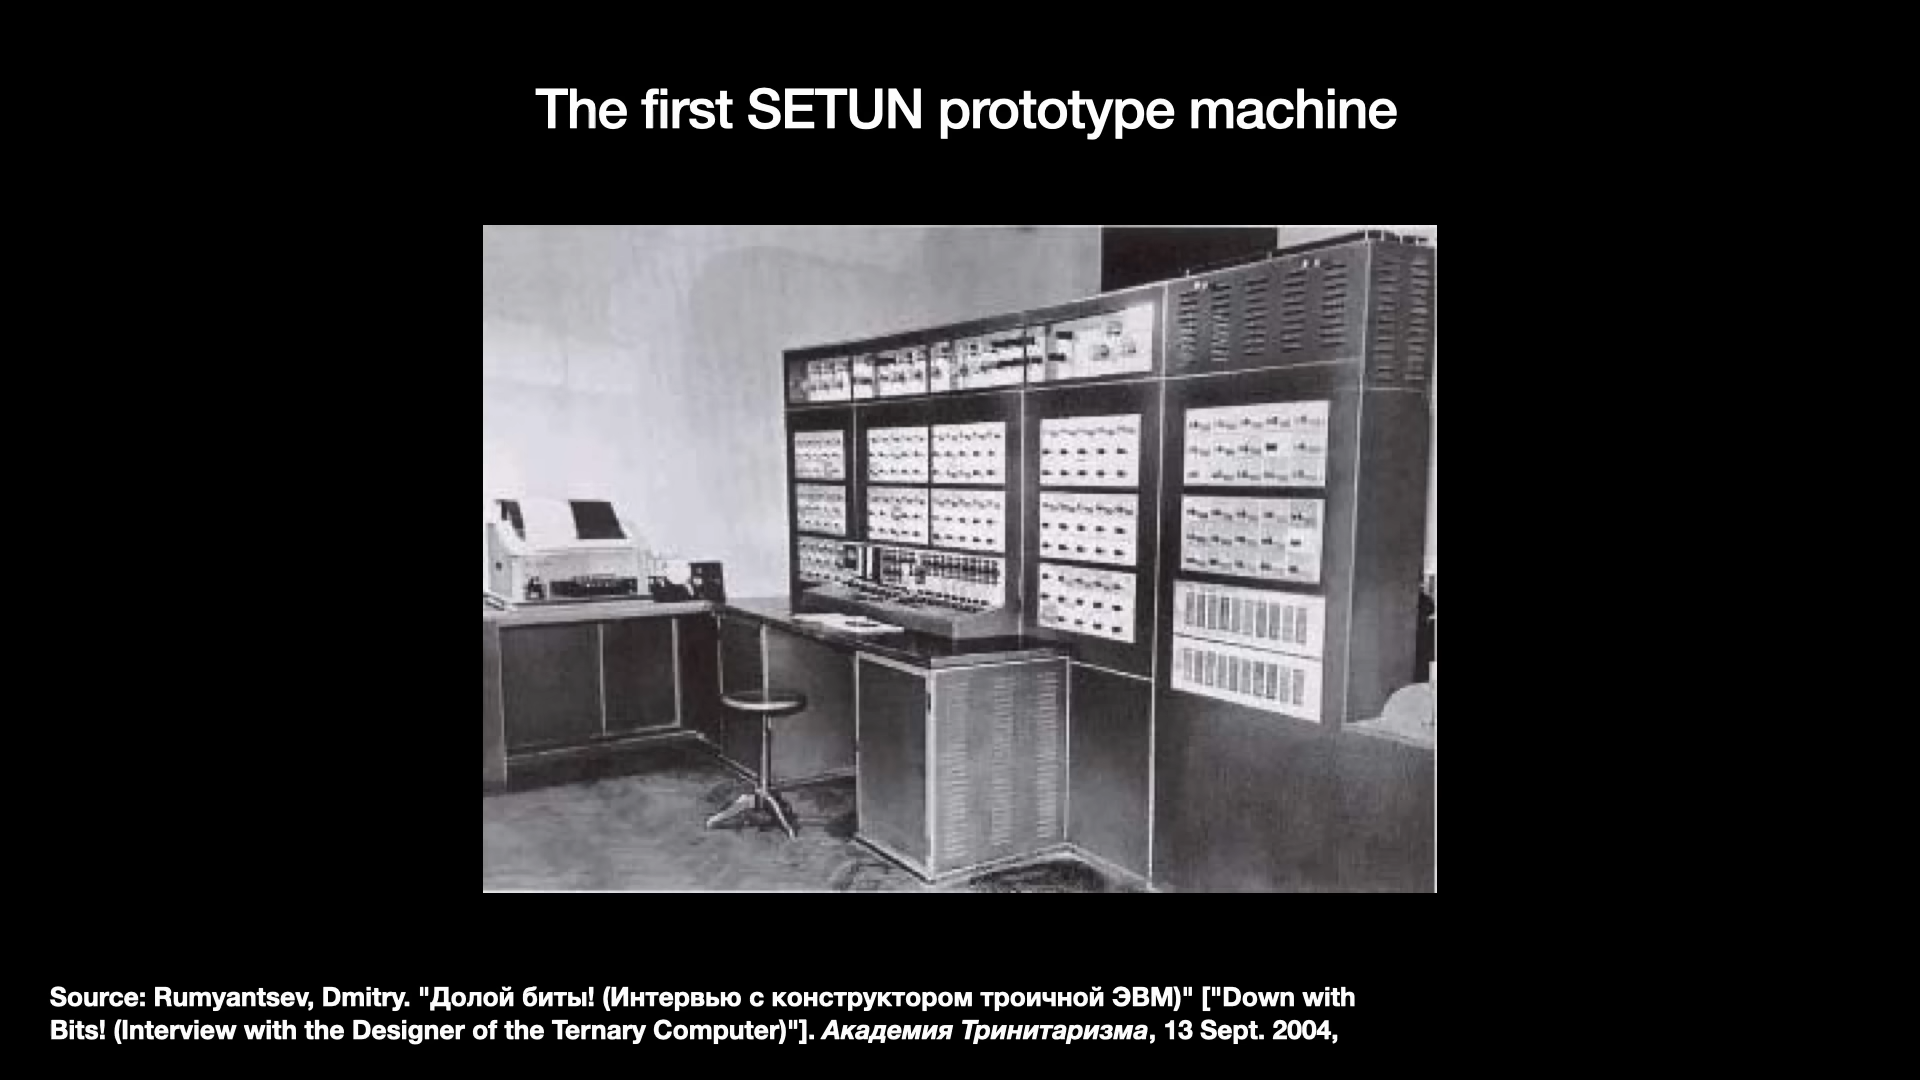 The first SETUN prototype machine
Source: Rumyantsev, Dmitry. "Долой биты! (Интервью с конструктором троичной ЭВМ)" ["Down with
Bits! (Interview with the Designer of the Ternary Computer)"]. Академия Тринитаризма, 13 Sept. 2004,